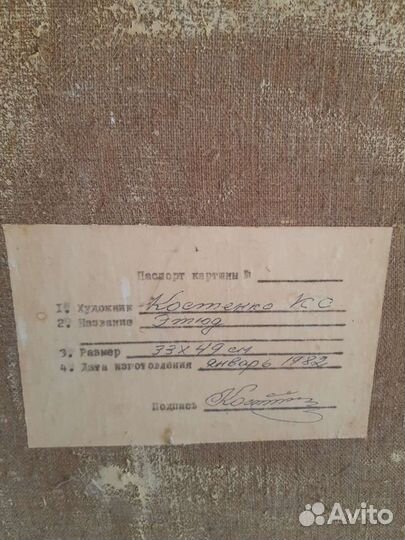 Паспорт картины №
1. Художник Костенко К.С
2. Название Этюд
3. Размер 33х49 см
4. Дата изготовления январь 1982
Подпись
Avito